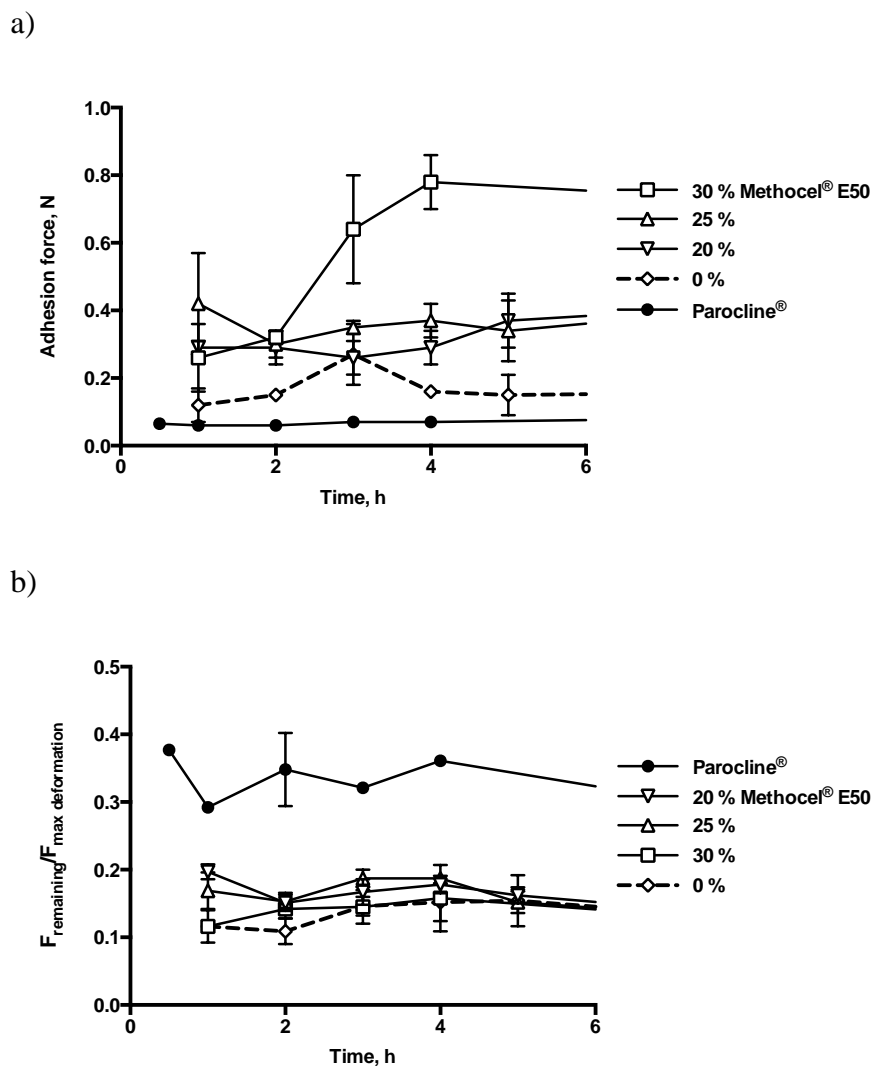 a)
1.0
0.8
0.6
0.4
0.2
0.0
0 2 4 6
Adhesion force, N
Time, h
30 % Methocel® E50
25 %
20 %
0 %
Parocline®
b)
0.5
0.4
0.3
0.2
0.1
0.0
0 2 4 6
Fremaining/Fmax deformation
Time, h
Parocline®
20 % Methocel® E50
25 %
30 %
0 %